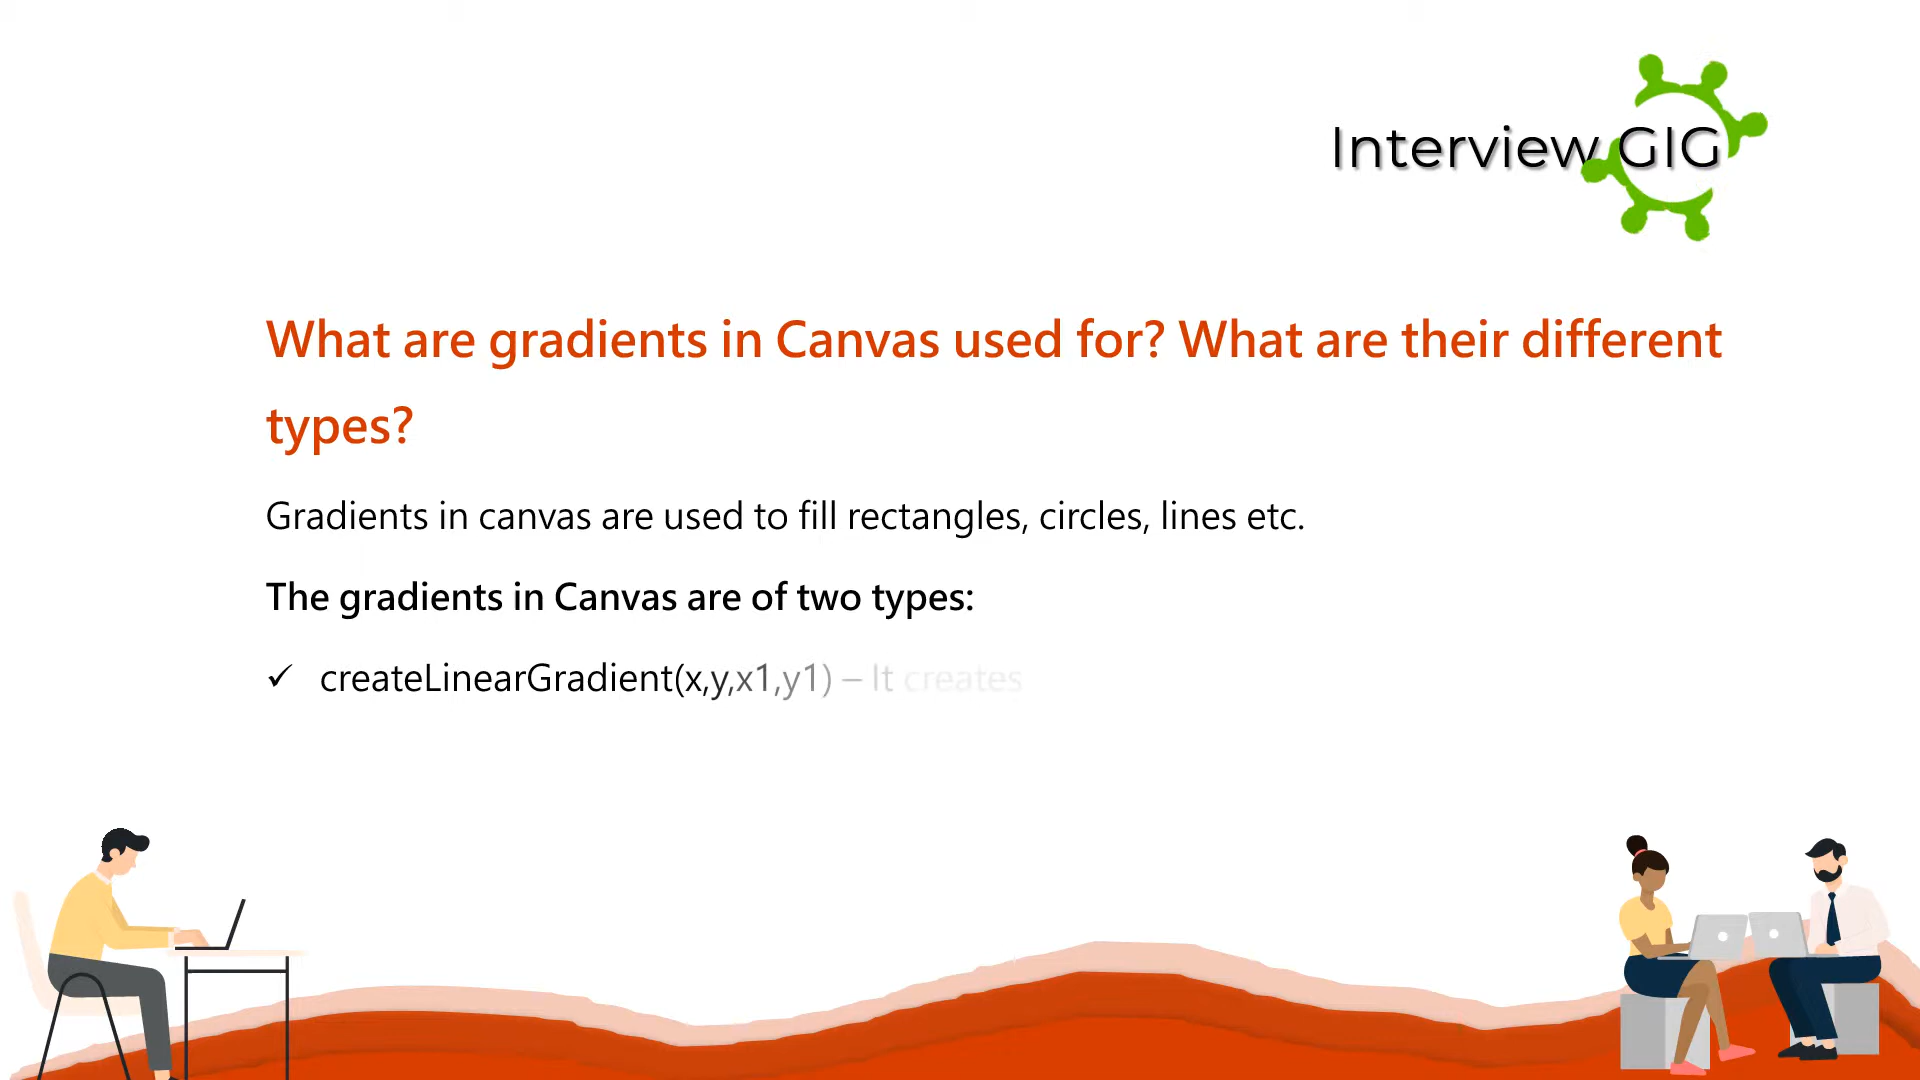 Interview GIG
What are gradients in Canvas used for? What are their different
types?
Gradients in canvas are used to fill rectangles, circles, lines etc.
The gradients in Canvas are of two types:
✓ createLinearGradient(x,y,x1,y1) – It creates